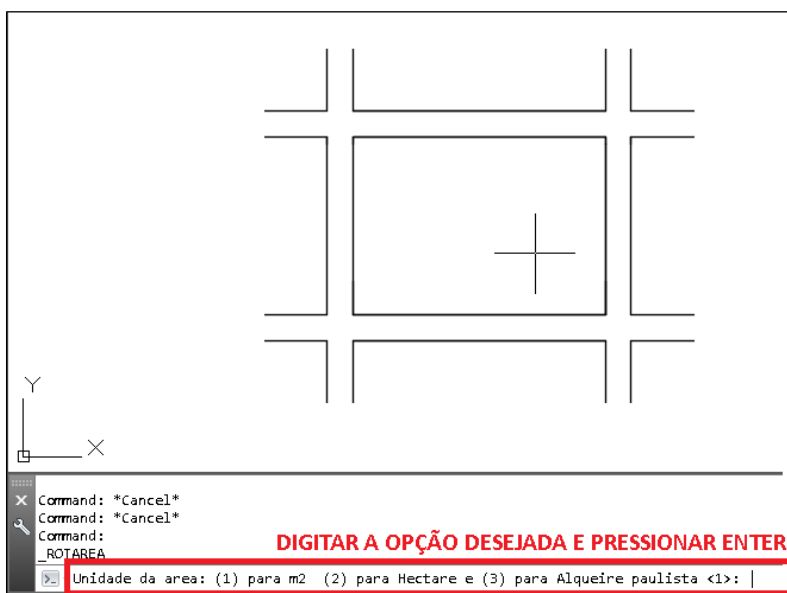 Y
X
Command: *Cancel*
Command: *Cancel*
Command:
_ROTAREA
DIGITAR A OPÇÃO DESEJADA E PRESSIONAR ENTER
Unidade da area: (1) para m2 (2) para Hectare e (3) para Alqueire paulista <1>: